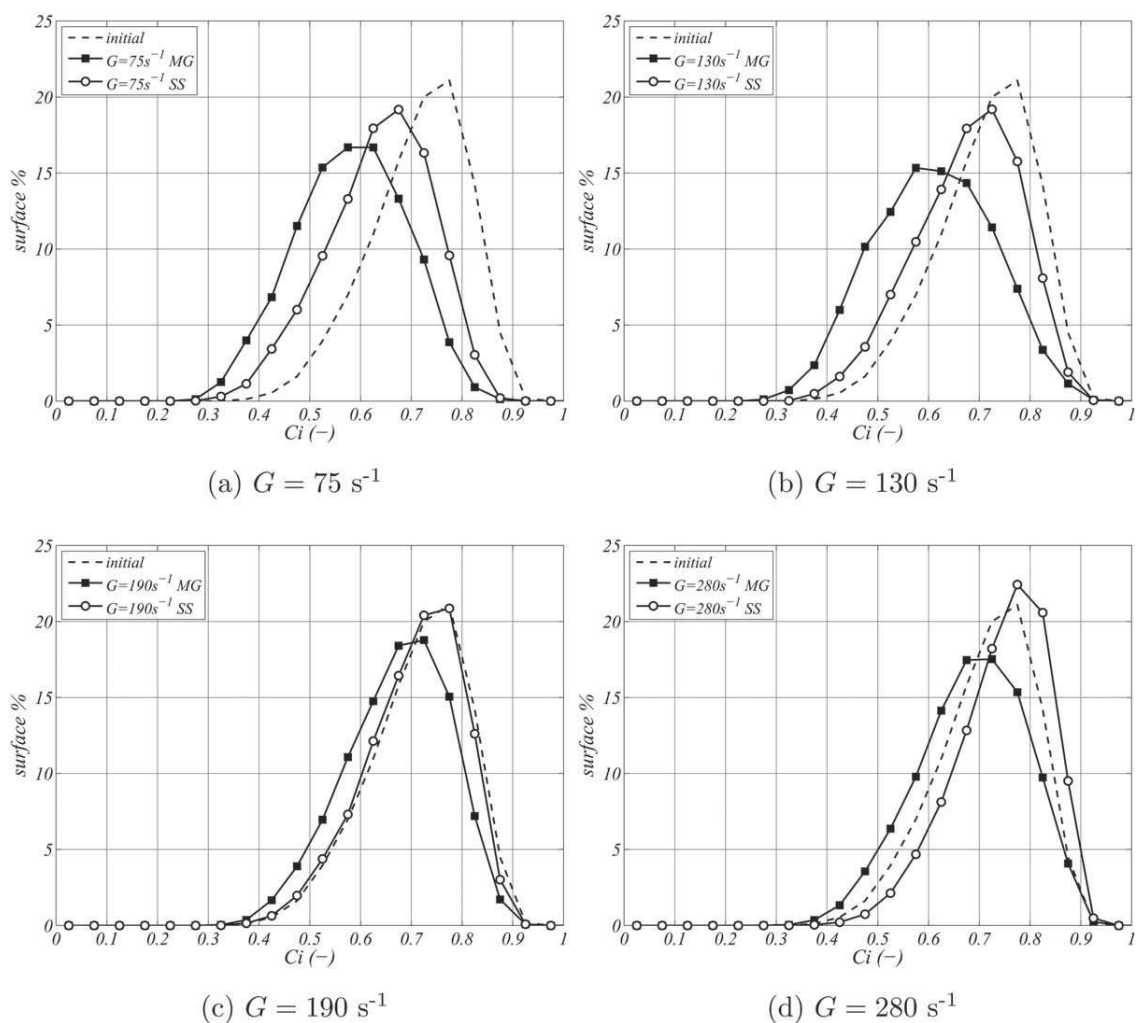 25
20
15
10
5
0
surface %
initial
G=75s⁻¹ MG
G=75s⁻¹ SS
0 0.1 0.2 0.3 0.4 0.5 0.6 0.7 0.8 0.9 1
Ci (−)
(a) G = 75 s⁻¹
25
20
15
10
5
0
surface %
initial
G=130s⁻¹ MG
G=130s⁻¹ SS
0 0.1 0.2 0.3 0.4 0.5 0.6 0.7 0.8 0.9 1
Ci (−)
(b) G = 130 s⁻¹
25
20
15
10
5
0
surface %
initial
G=190s⁻¹ MG
G=190s⁻¹ SS
0 0.1 0.2 0.3 0.4 0.5 0.6 0.7 0.8 0.9 1
Ci (−)
(c) G = 190 s⁻¹
25
20
15
10
5
0
surface %
initial
G=280s⁻¹ MG
G=280s⁻¹ SS
0 0.1 0.2 0.3 0.4 0.5 0.6 0.7 0.8 0.9 1
Ci (−)
(d) G = 280 s⁻¹